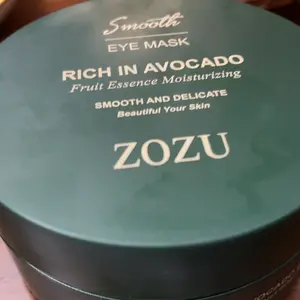 Smooth
EYE MASK
RICH IN AVOCADO
Fruit Essence Moisturizing
SMOOTH AND DELICATE
Beautiful Your Skin
ZOZU